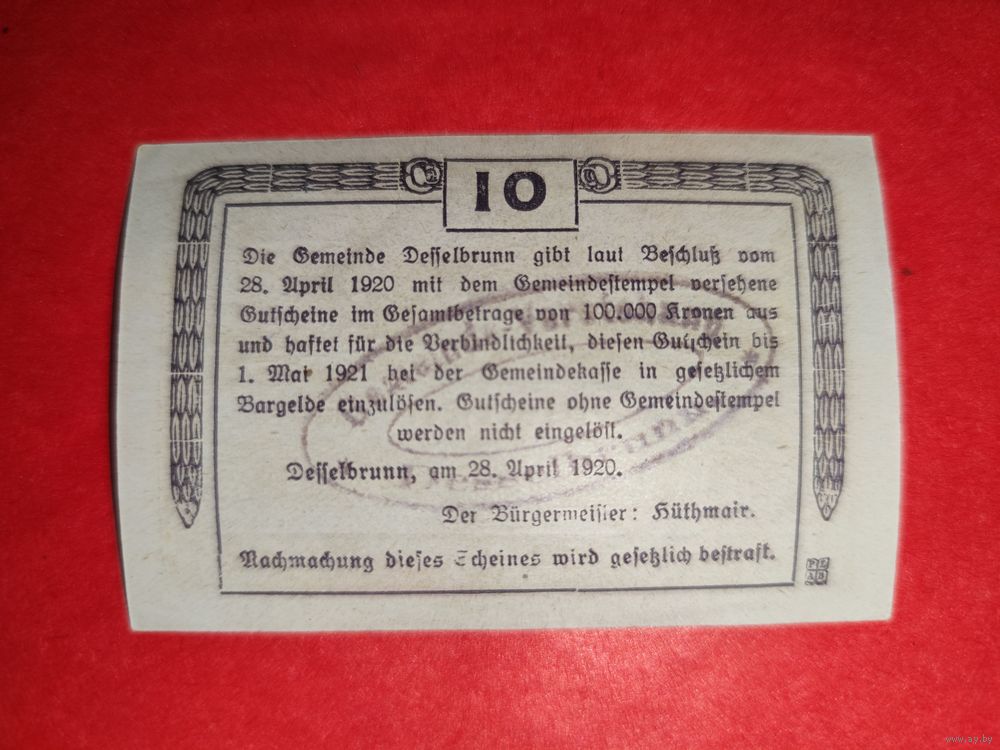 10
Die Gemeinde Desselbrunn gibt laut Beschluß vom
28. April 1920 mit dem Gemeindestempel versehene
Gutscheine im Gesamtbetrage von 100.000 Kronen aus
und haftet für die Verbindlichkeit, diesen Gutschein bis
1. Mai 1921 bei der Gemeindekasse in gesetzlichem
Bargelde einzulösen. Gutscheine ohne Gemeindestempel
werden nicht eingelöst.
Desselbrunn, am 28. April 1920.
Der Bürgermeister: Hüthmair.
Nachmachung dieses Scheines wird gesetzlich bestraft.
www.ay.by